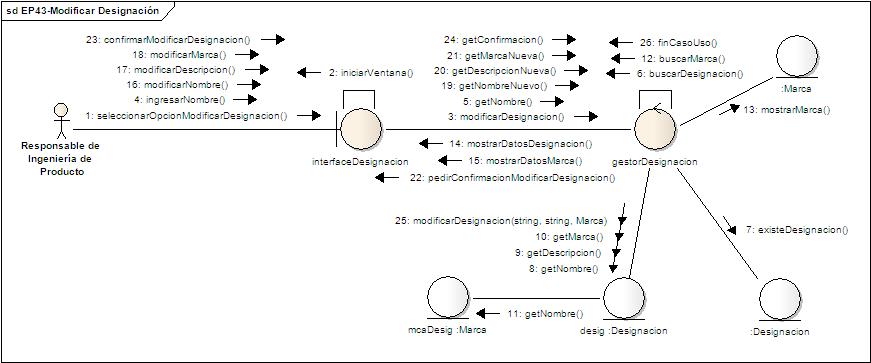 sd EP43-Modificar Designación
23: confirmarModificarDesignacion()
18: modificarMarca()
17: modificarDescripcion()
16: modificarNombre()
4: ingresarNombre()
1: seleccionarOpcionModificarDesignacion()
2: iniciarVentana()
24: getConfirmacion()
21: getMarcaNueva()
20: getDescripcionNueva()
19: getNombreNuevo()
5: getNombre()
3: modificarDesignacion()
26: finCasoUso()
12: buscarMarca()
6: buscarDesignacion()
:Marca
13: mostrarMarca()
Responsable de
Ingeniería de
Producto
interfaceDesignacion
14: mostrarDatosDesignacion()
15: mostrarDatosMarca()
22: pedirConfirmacionModificarDesignacion()
gestorDesignacion
25: modificarDesignacion(string, string, Marca)
10: getMarca()
9: getDescripcion()
8: getNombre()
7: existeDesignacion()
11: getNombre()
mcaDesig :Marca
desig :Designacion
:Designacion